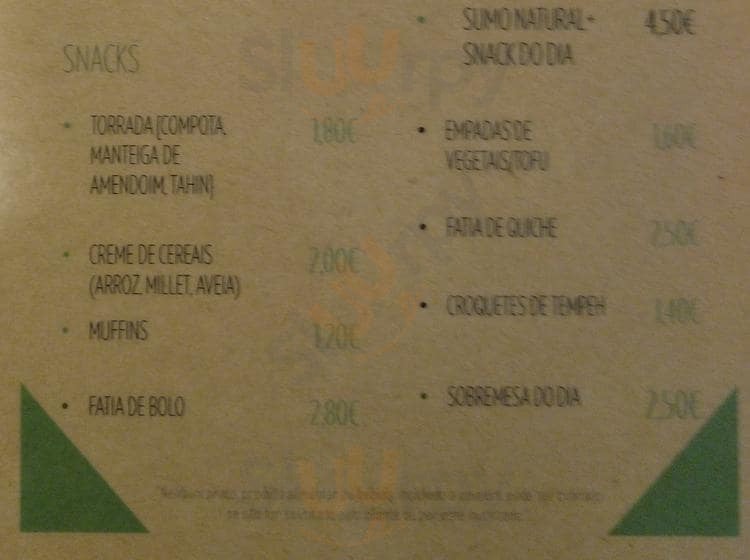 SNACKS
• TORRADA [COMPOTA,
MANTEIGA DE
AMENDOIM, TAHIN]
1,80€
• CREME DE CEREAIS
(ARROZ, MILLET, AVEIA)
2,00€
• MUFFINS
1,20€
• FATIA DE BOLO
2,80€
• SUMO NATURAL+
SNACK DO DIA
4,50€
• EMPADAS DE
VEGETAIS/TOFU
1,60€
• FATIA DE QUICHE
2,50€
• CROQUETES DE TEMPEH
1,40€
• SOBREMESA DO DIA
2,50€